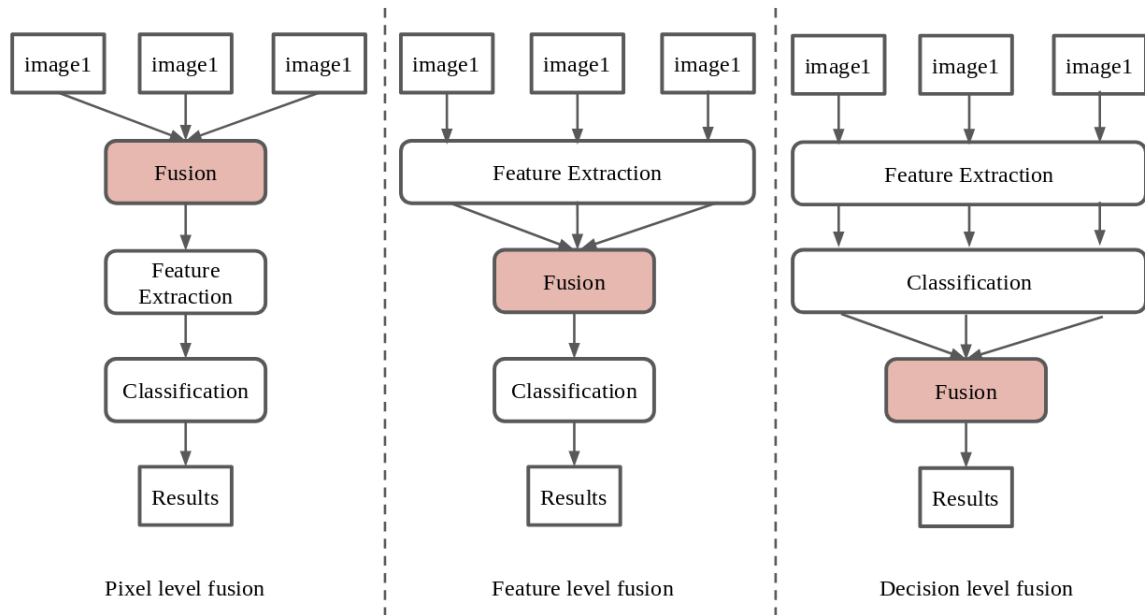 image1
image1
image1
Fusion
Feature
Extraction
Classification
Results
Pixel level fusion
image1
image1
image1
Feature Extraction
Fusion
Classification
Results
Feature level fusion
image1
image1
image1
Feature Extraction
Classification
Fusion
Results
Decision level fusion